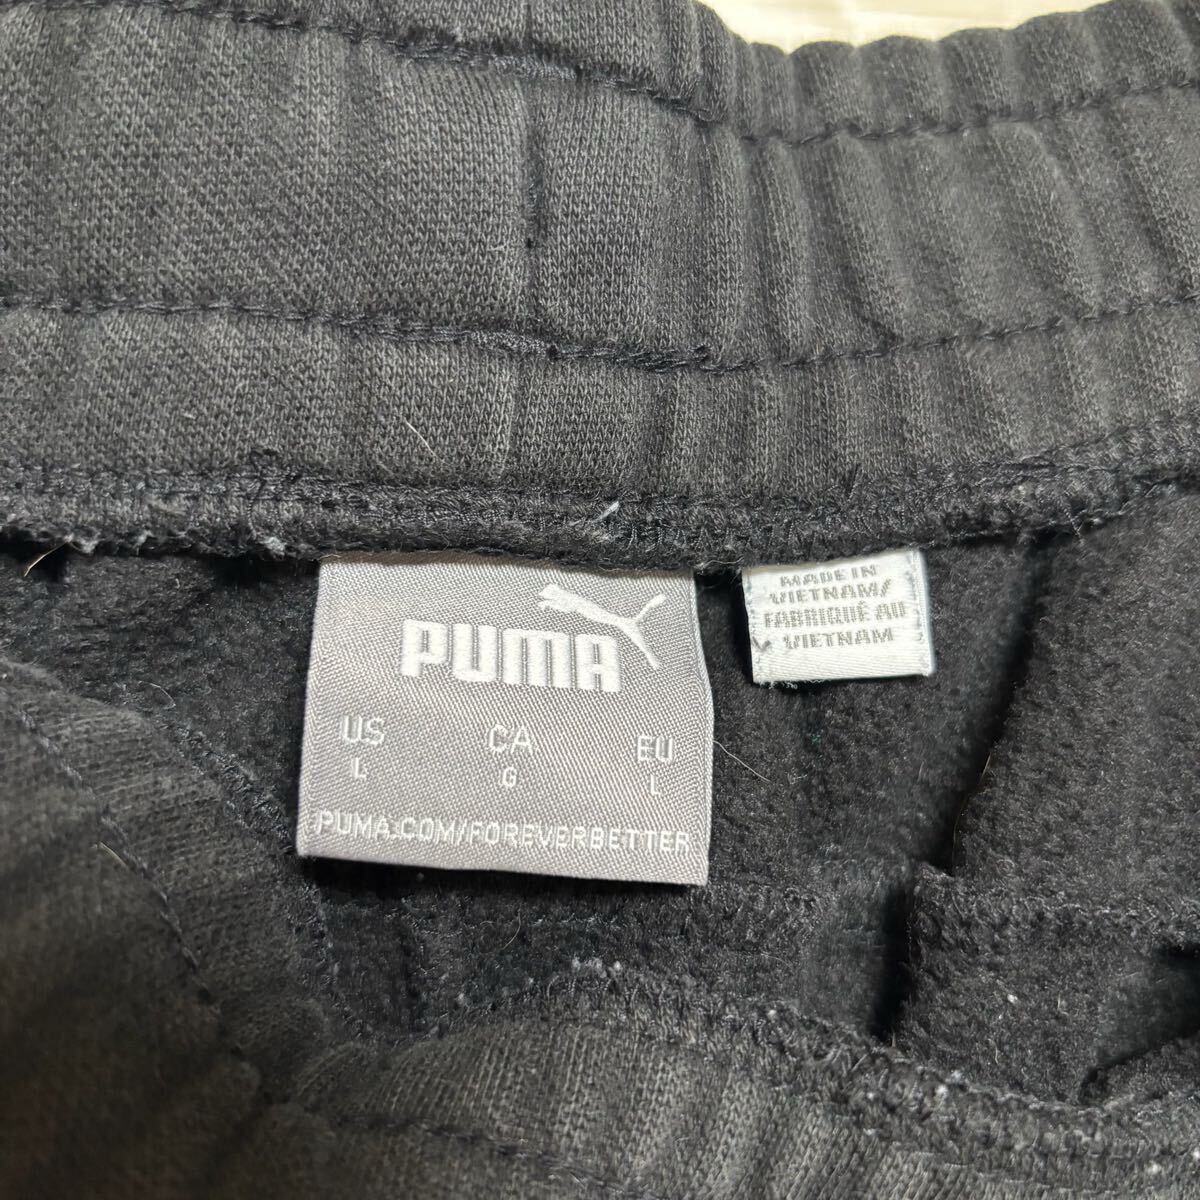 PUMA
US CA EU
L G L
PUMA.COM/FOREVERBETTER
MADE IN
VIETNAM/
FABRIQUÉ AU
VIETNAM